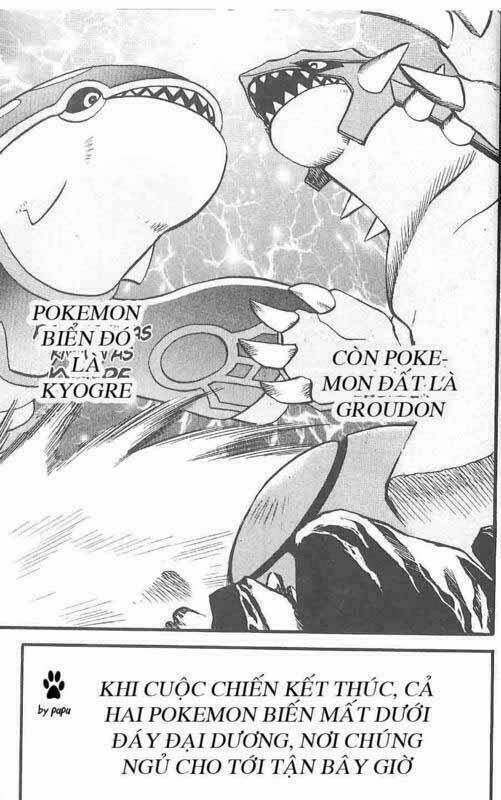 POKEMON
BIỂN ĐÓ
LÀ
KYOGRE
CÒN POKE-
MON ĐẤT LÀ
GROUDON
by papa
KHI CUỘC CHIẾN KẾT THÚC, CẢ
HAI POKEMON BIẾN MẤT DƯỚI
ĐÁY ĐẠI DƯƠNG, NƠI CHÚNG
NGỦ CHO TỚI TẬN BÂY GIỜ